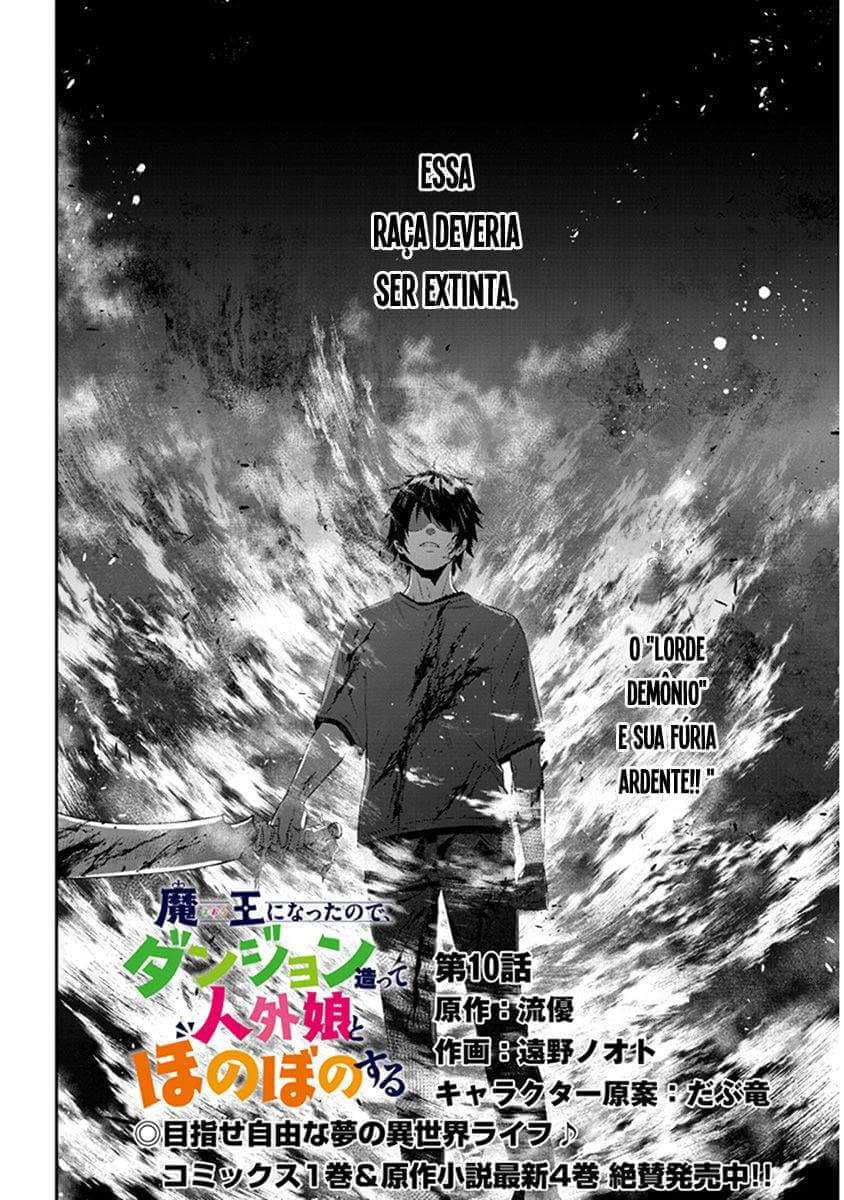 ESSA
RAÇA DEVERIA
SER EXTINTA.
O "LORDE
DEMÔNIO"
E SUA FÚRIA
ARDENTE!! "
魔王になったので、
ダンジョン造って
人外娘と
ほのぼのする
第10話
原作：流優
作画：遠野ノオト
キャラクター原案：だぶ竜
◎目指せ自由な夢の異世界ライフ♪
コミックス1巻&原作小説最新4巻 絶賛発売中!!